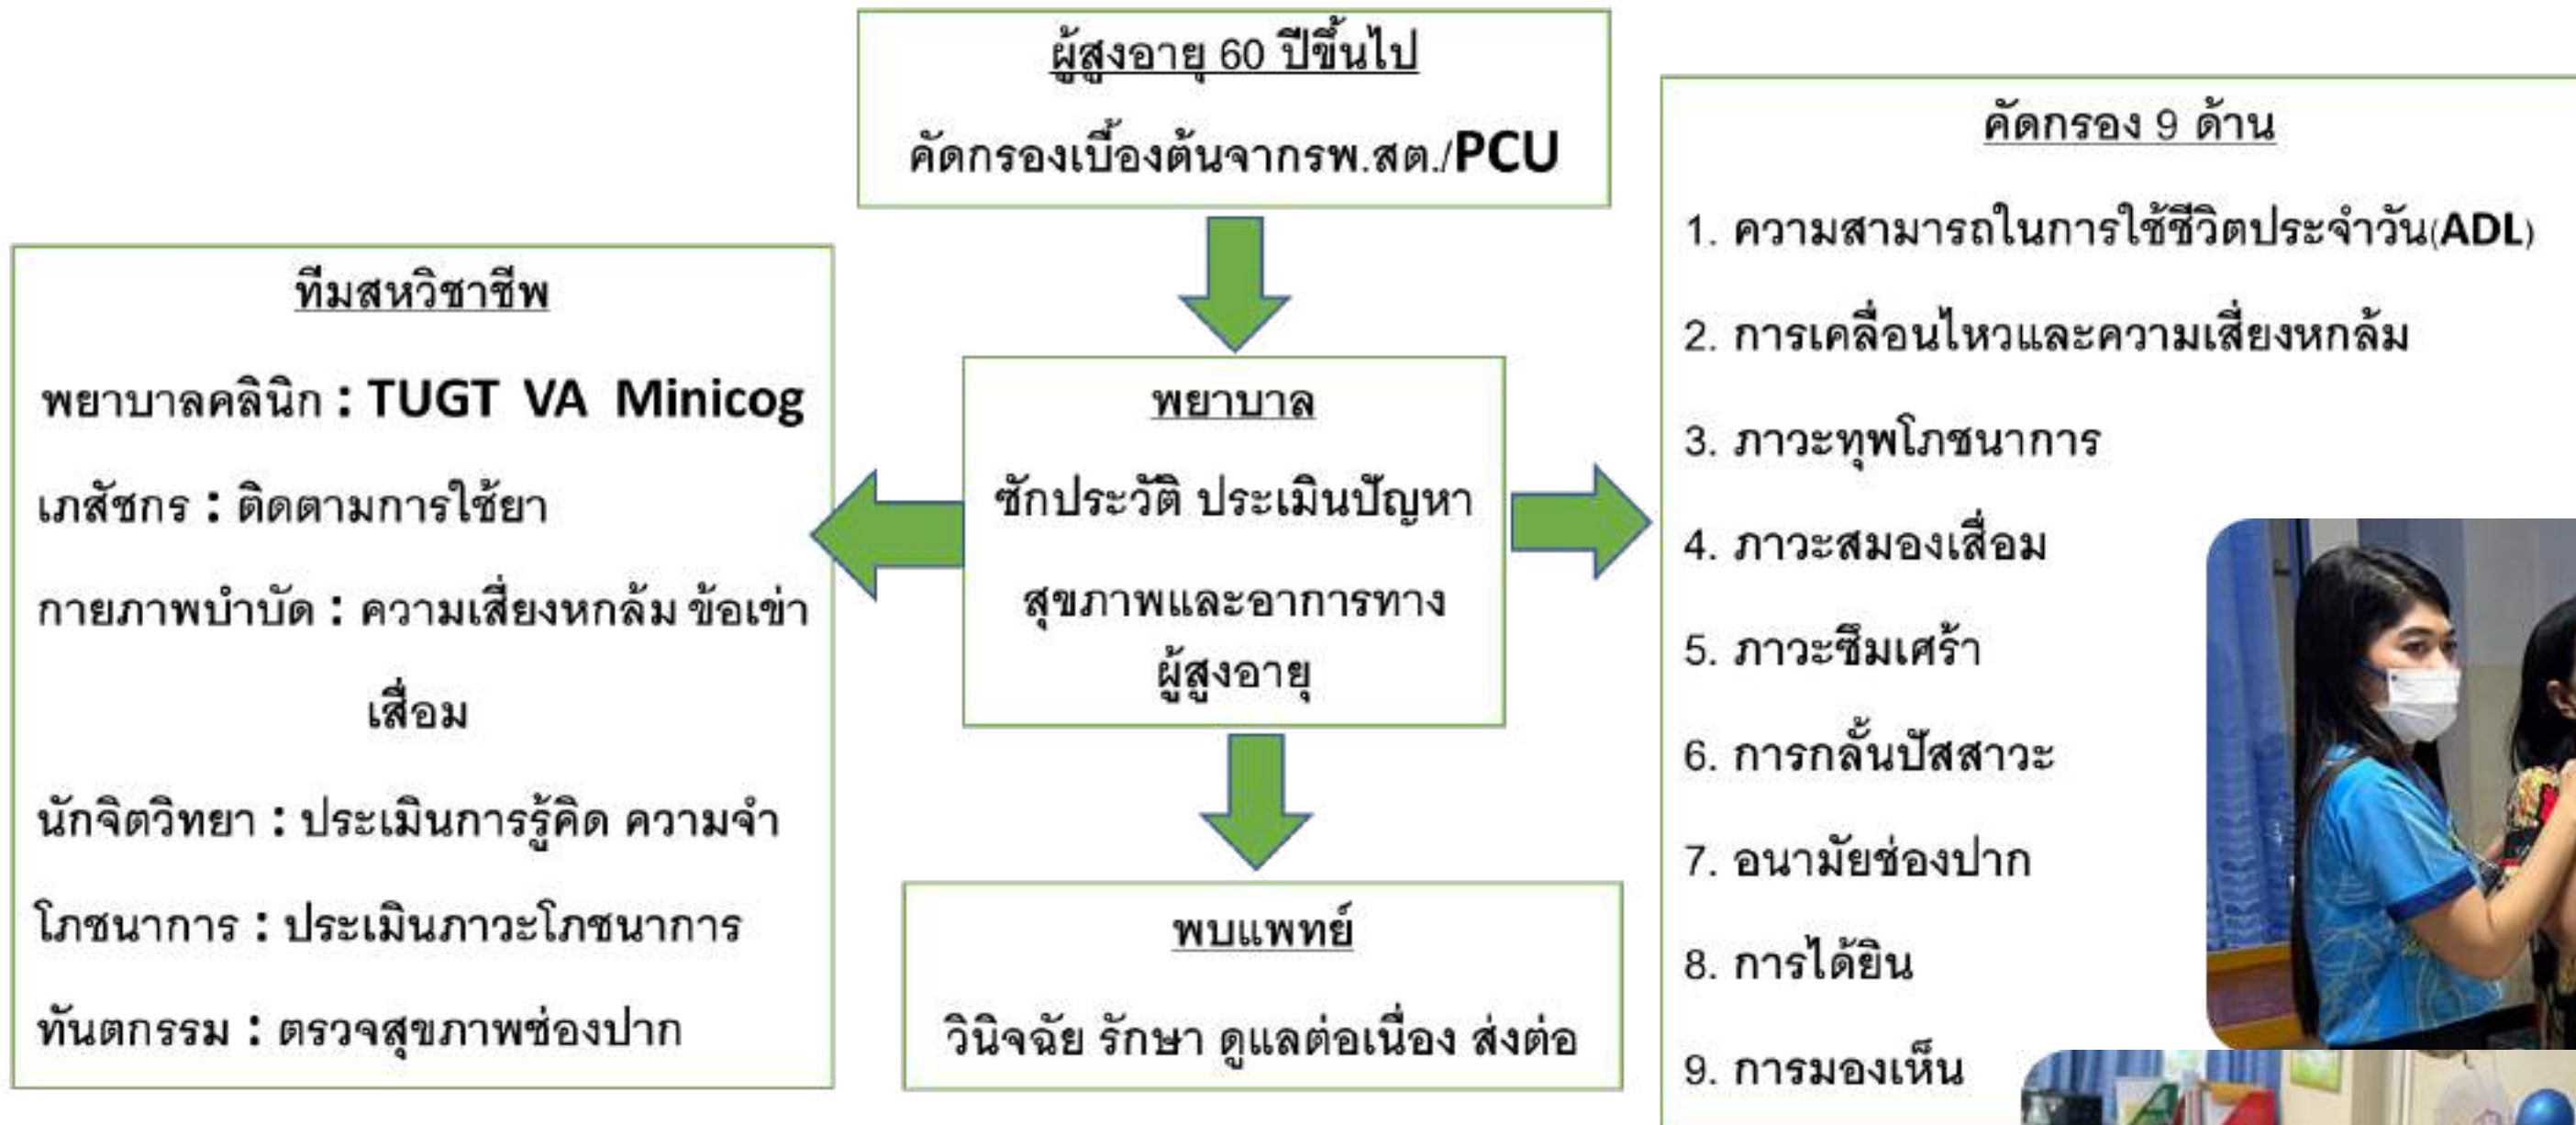 ผู้สูงอายุ 60 ปีขึ้นไป
คัดกรองเบื้องต้นจากรพ.สต./PCU
ทีมสหวิชาชีพ
พยาบาลคลินิก : TUGT VA Minicog
เภสัชกร : ติดตามการใช้ยา
กายภาพบำบัด : ความเสี่ยงหกล้ม ข้อเข่า
เสื่อม
นักจิตวิทยา : ประเมินการรู้คิด ความจำ
โภชนาการ : ประเมินภาวะโภชนาการ
ทันตกรรม : ตรวจสุขภาพช่องปาก
พยาบาล
ซักประวัติ ประเมินปัญหา
สุขภาพและอาการทาง
ผู้สูงอายุ
พบแพทย์
วินิจฉัย รักษา ดูแลต่อเนื่อง ส่งต่อ
คัดกรอง 9 ด้าน
1. ความสามารถในการใช้ชีวิตประจำวัน(ADL)
2. การเคลื่อนไหวและความเสี่ยงหกล้ม
3. ภาวะทุพโภชนาการ
4. ภาวะสมองเสื่อม
5. ภาวะซึมเศร้า
6. การกลั้นปัสสาวะ
7. อนามัยช่องปาก
8. การได้ยิน
9. การมองเห็น